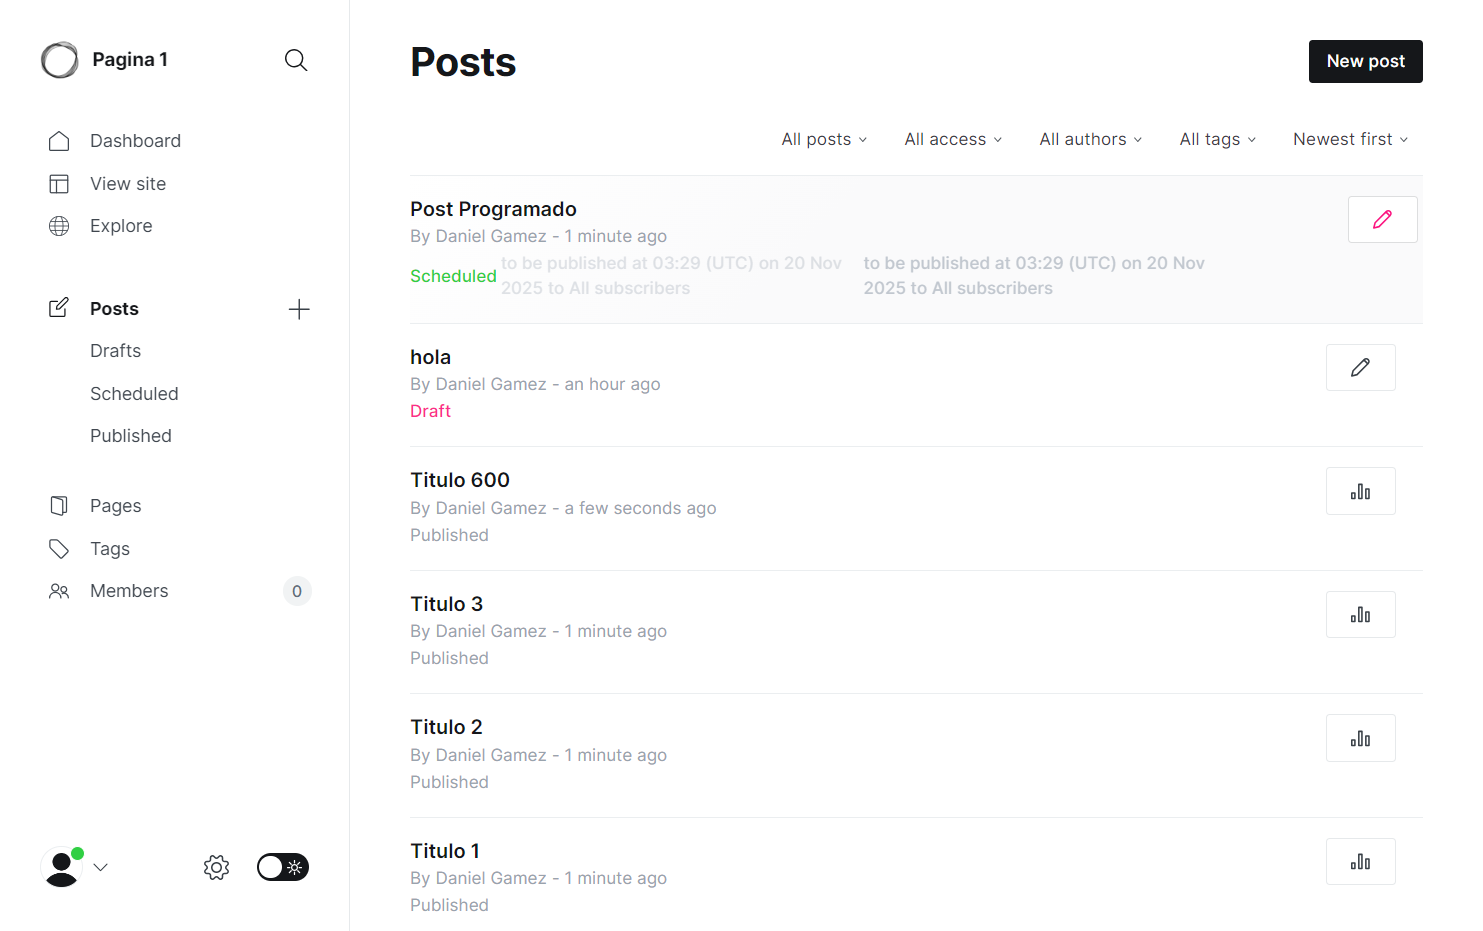 Pagina 1
Dashboard
View site
Explore
Posts
Drafts
Scheduled
Published
Pages
Tags
Members
0
Posts
New post
All posts
All access
All authors
All tags
Newest first
Post Programado
By Daniel Gamez - 1 minute ago
Scheduled
to be published at 03:29 (UTC) on 20 Nov
2025 to All subscribers
to be published at 03:29 (UTC) on 20 Nov
2025 to All subscribers
hola
By Daniel Gamez - an hour ago
Draft
Titulo 600
By Daniel Gamez - a few seconds ago
Published
Titulo 3
By Daniel Gamez - 1 minute ago
Published
Titulo 2
By Daniel Gamez - 1 minute ago
Published
Titulo 1
By Daniel Gamez - 1 minute ago
Published